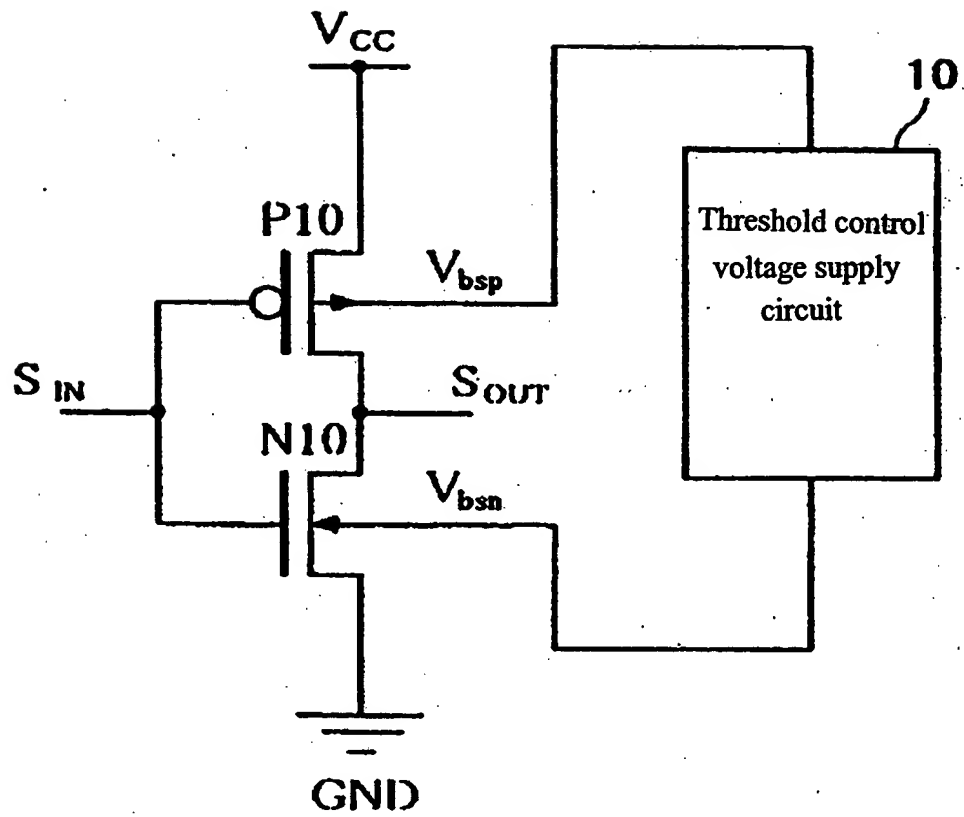 VCC
10
P10
Threshold control
voltage supply
circuit
Vbsp
SIN
SOUT
N10
Vbsn
GND